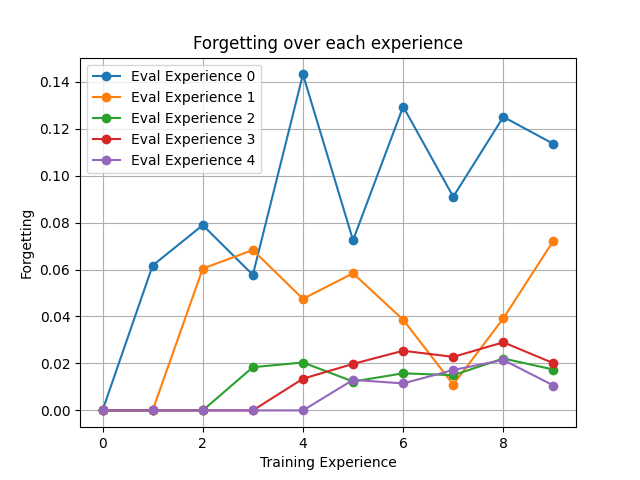 Forgetting over each experience
Eval Experience 0
Eval Experience 1
Eval Experience 2
Eval Experience 3
Eval Experience 4
0.14
0.12
0.10
0.08
0.06
0.04
0.02
0.00
Forgetting
0 2 4 6 8
Training Experience